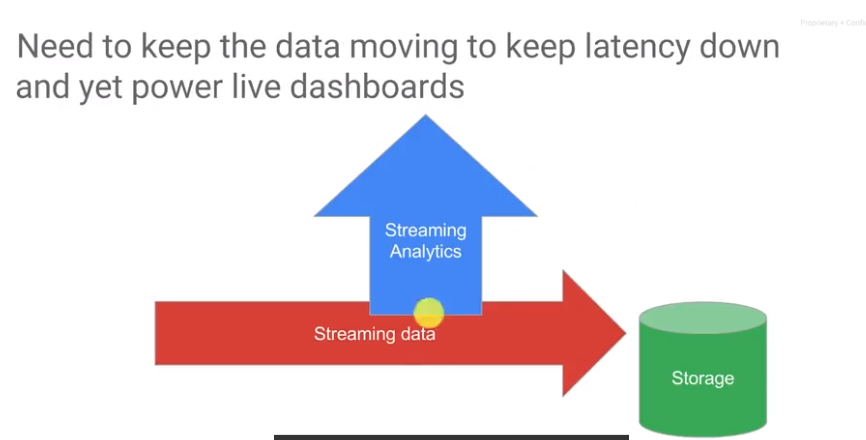 Proprietary + Confi
Need to keep the data moving to keep latency down
and yet power live dashboards
Streaming
Analytics
Streaming data
Storage